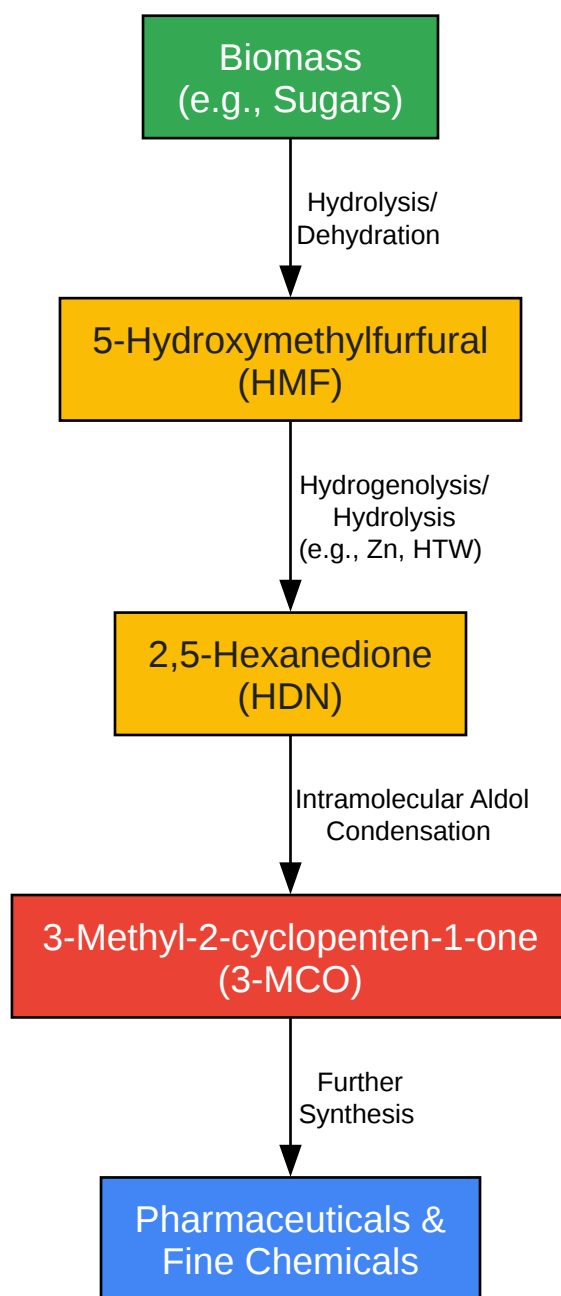 Biomass
(e.g., Sugars)
Hydrolysis/
Dehydration
5-Hydroxymethylfurfural
(HMF)
Hydrogenolysis/
Hydrolysis
(e.g., Zn, HTW)
2,5-Hexanedione
(HDN)
Intramolecular Aldol
Condensation
3-Methyl-2-cyclopenten-1-one
(3-MCO)
Further
Synthesis
Pharmaceuticals &
Fine Chemicals